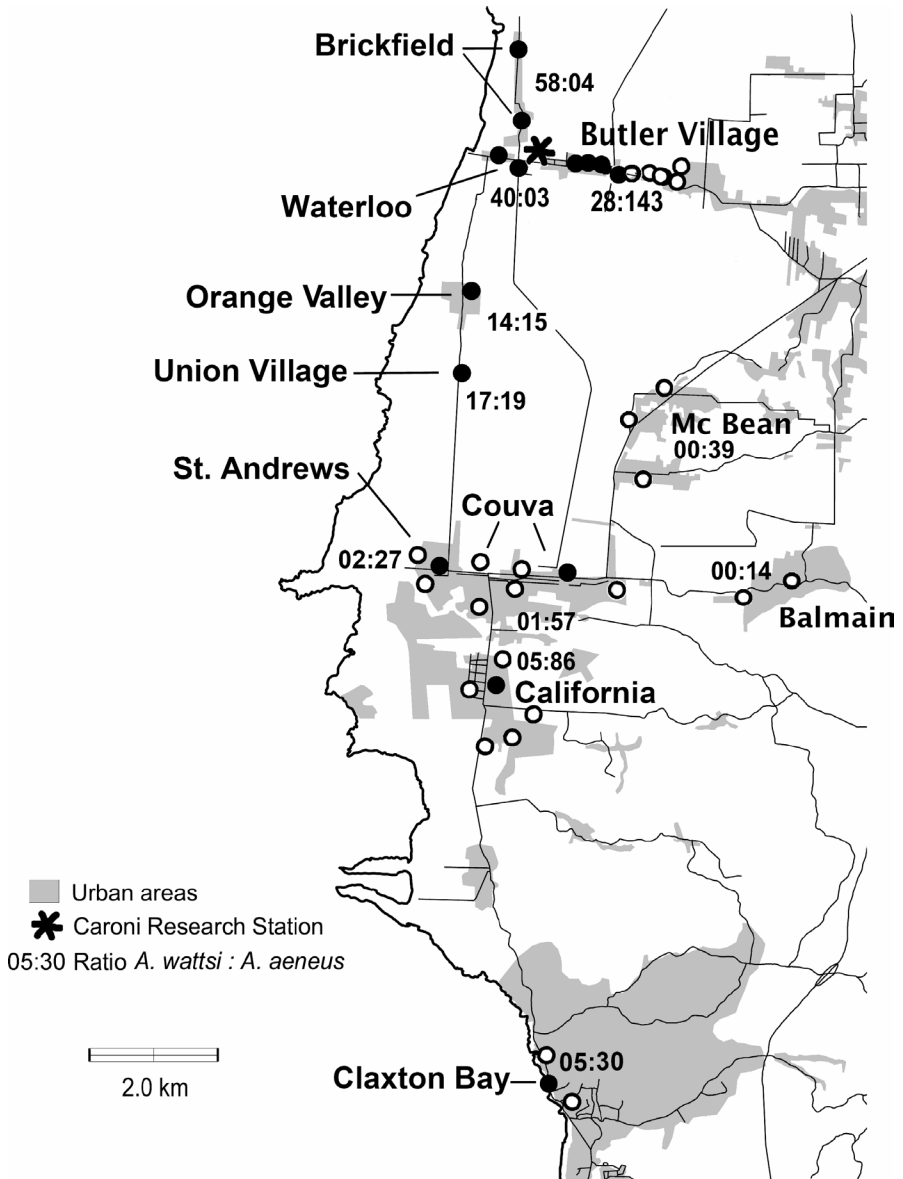 Brickfield
58:04
Butler Village
Waterloo
40:03
28:143
Orange Valley
14:15
Union Village
17:19
Mc Bean
00:39
St. Andrews
Couva
02:27
00:14
Balmain
01:57
05:86
California
Urban areas
Caroni Research Station
05:30 Ratio A. wattsi : A. aeneus
2.0 km
05:30
Claxton Bay